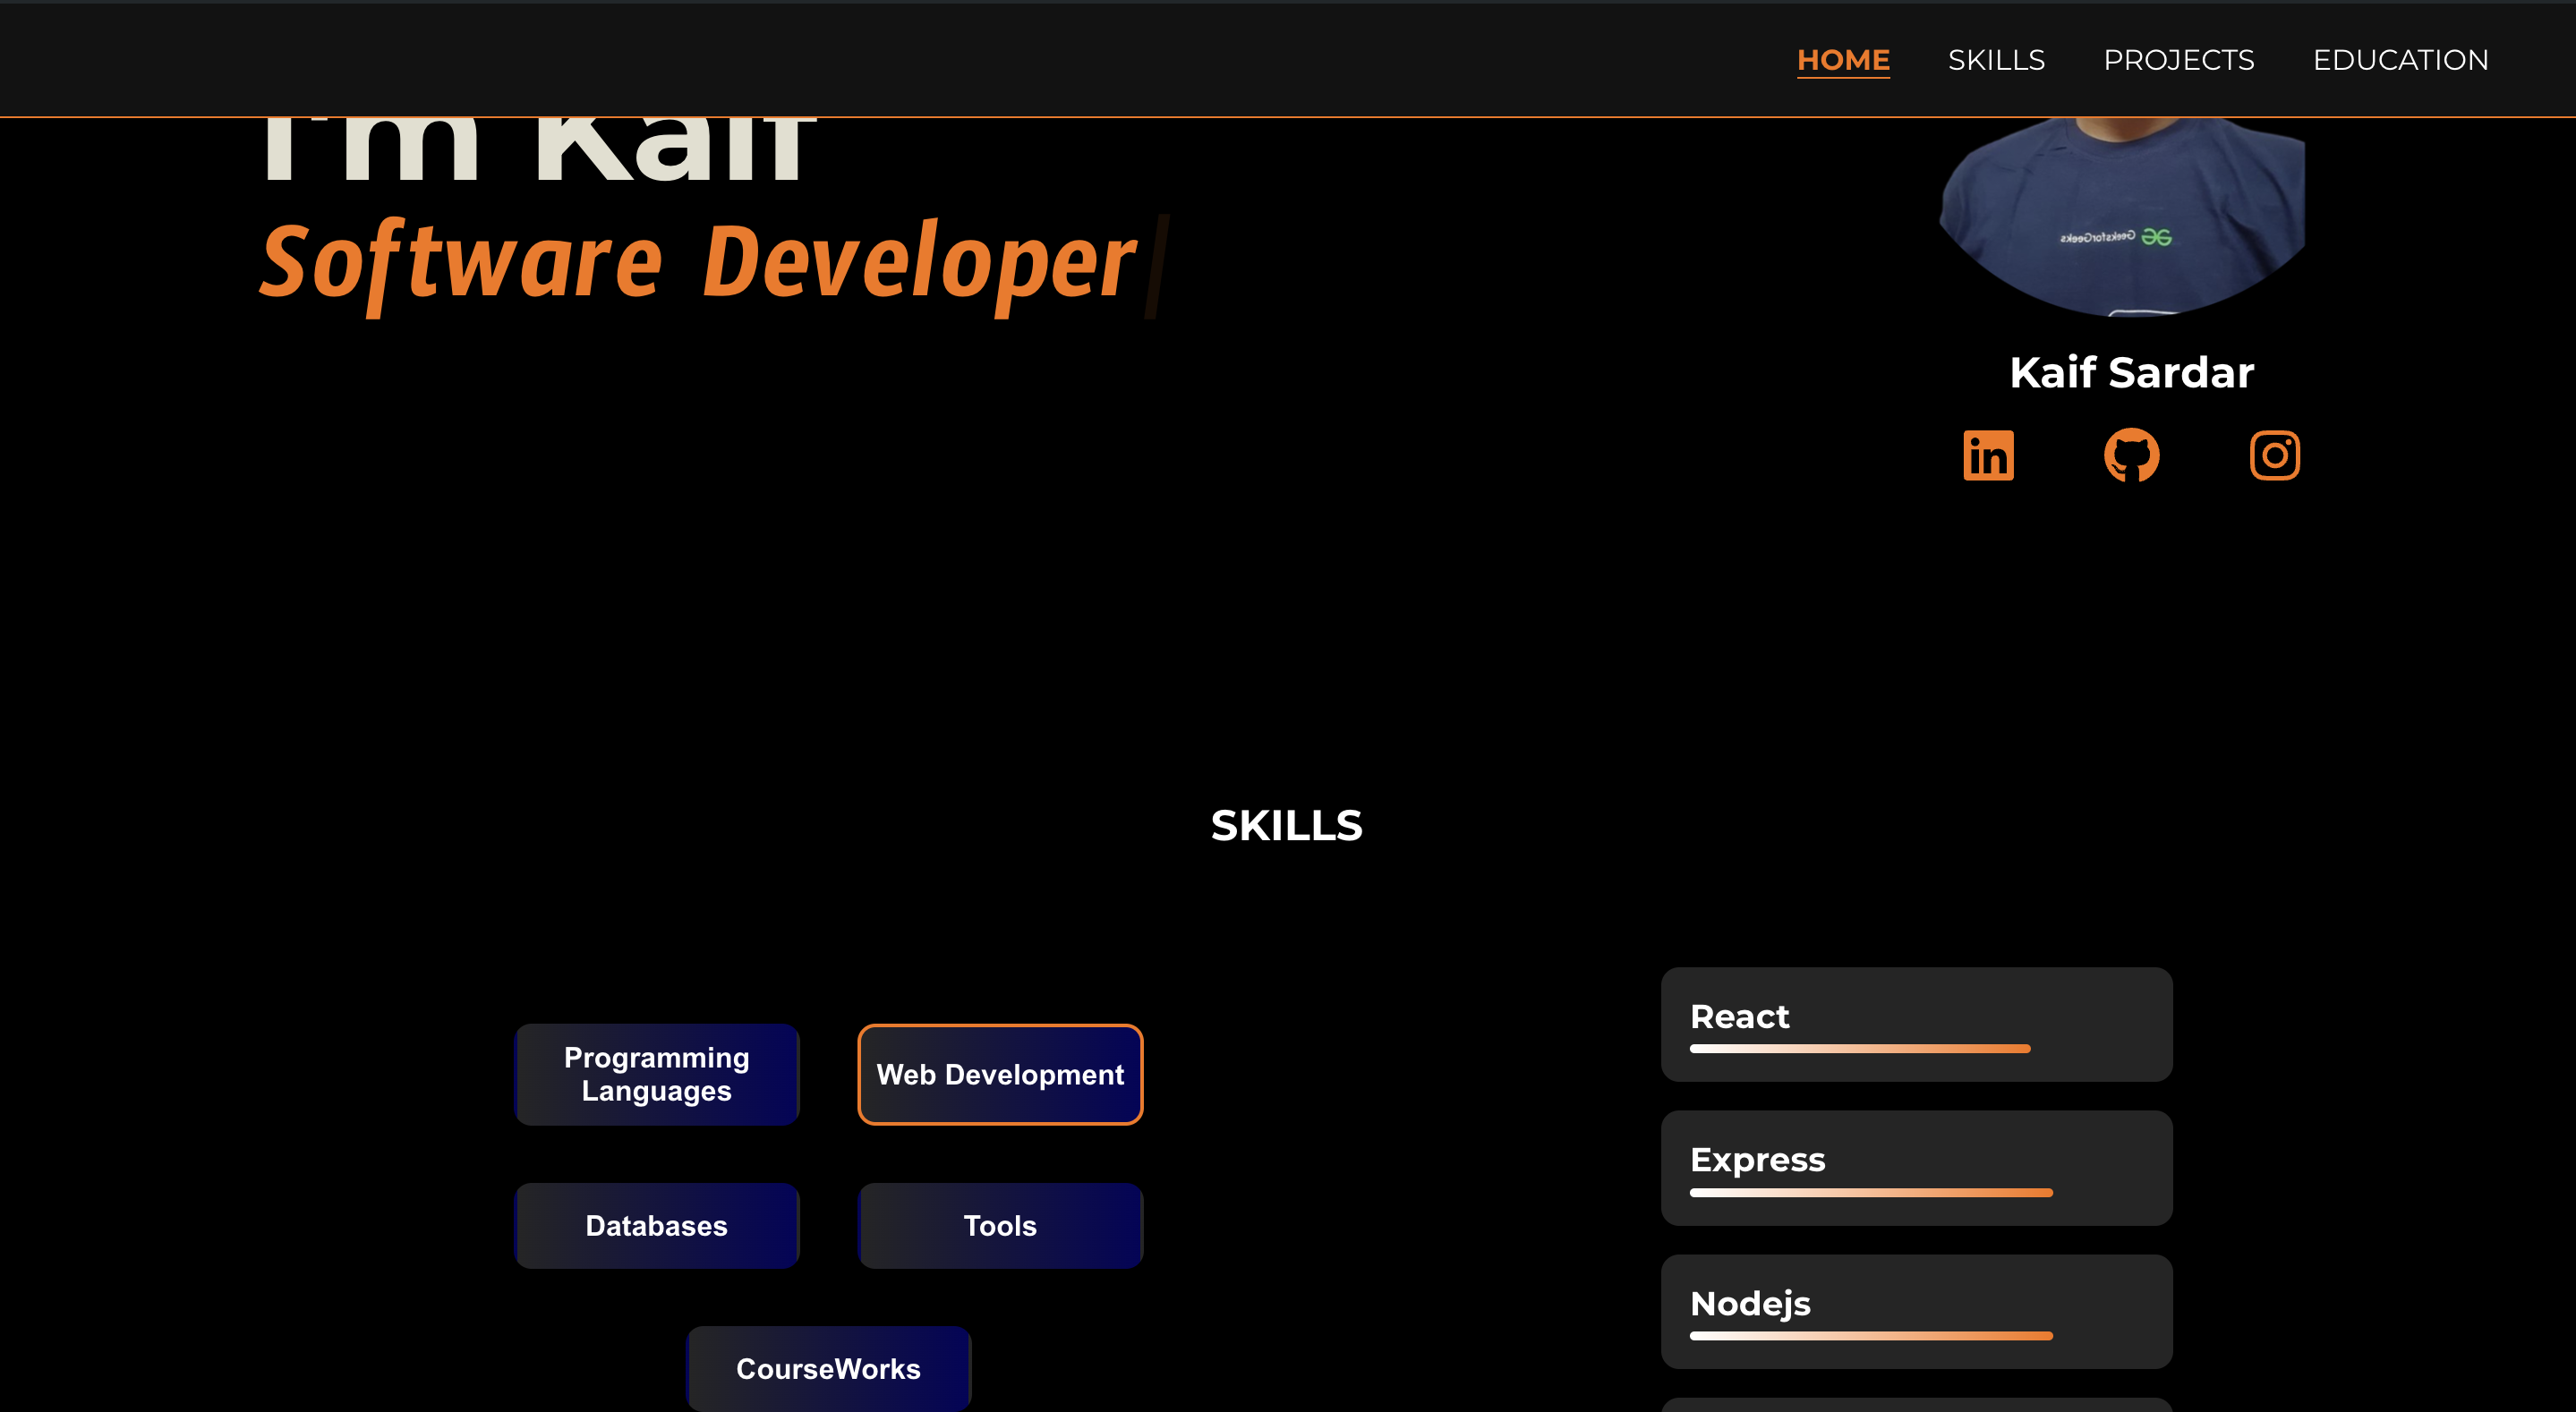 HOME SKILLS PROJECTS EDUCATION
I'm Kaif
Software Developer
GeeksforGeeks
Kaif Sardar
SKILLS
Programming
Languages
Web Development
Databases
Tools
CourseWorks
React
Express
Nodejs